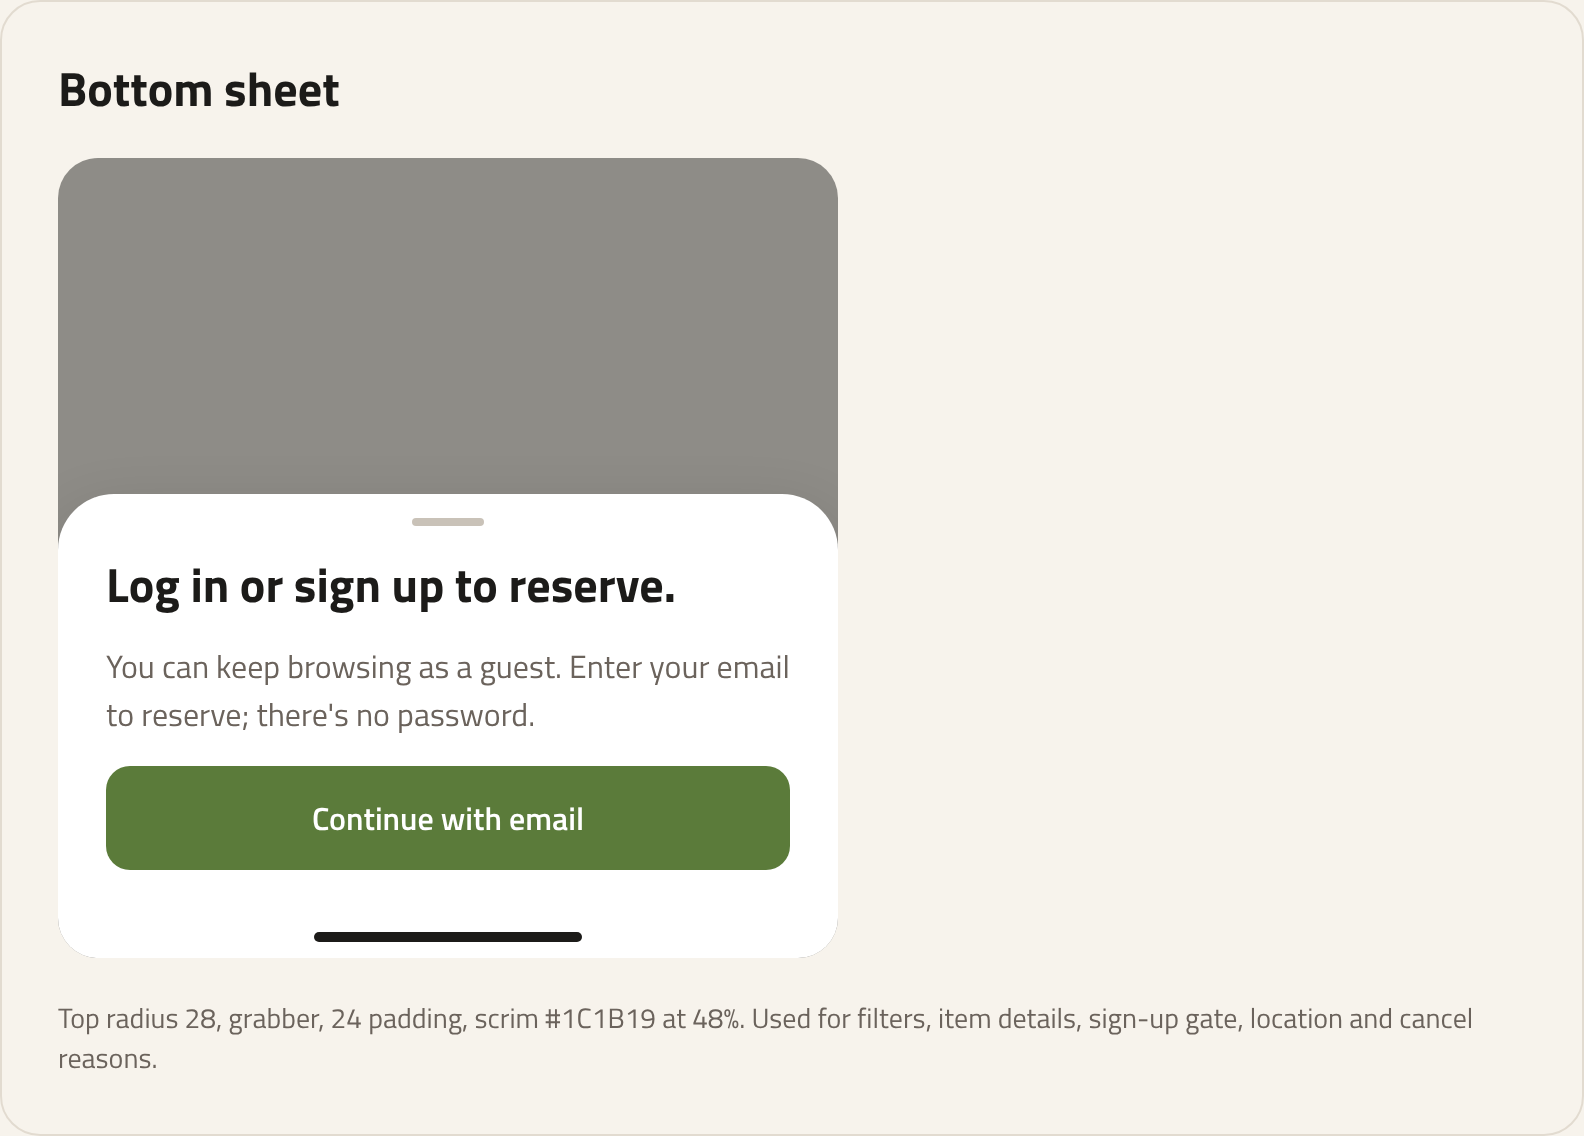 Bottom sheet
Log in or sign up to reserve.
You can keep browsing as a guest. Enter your email
to reserve; there's no password.
Continue with email
Top radius 28, grabber, 24 padding, scrim #1C1B19 at 48%. Used for filters, item details, sign-up gate, location and cancel
reasons.